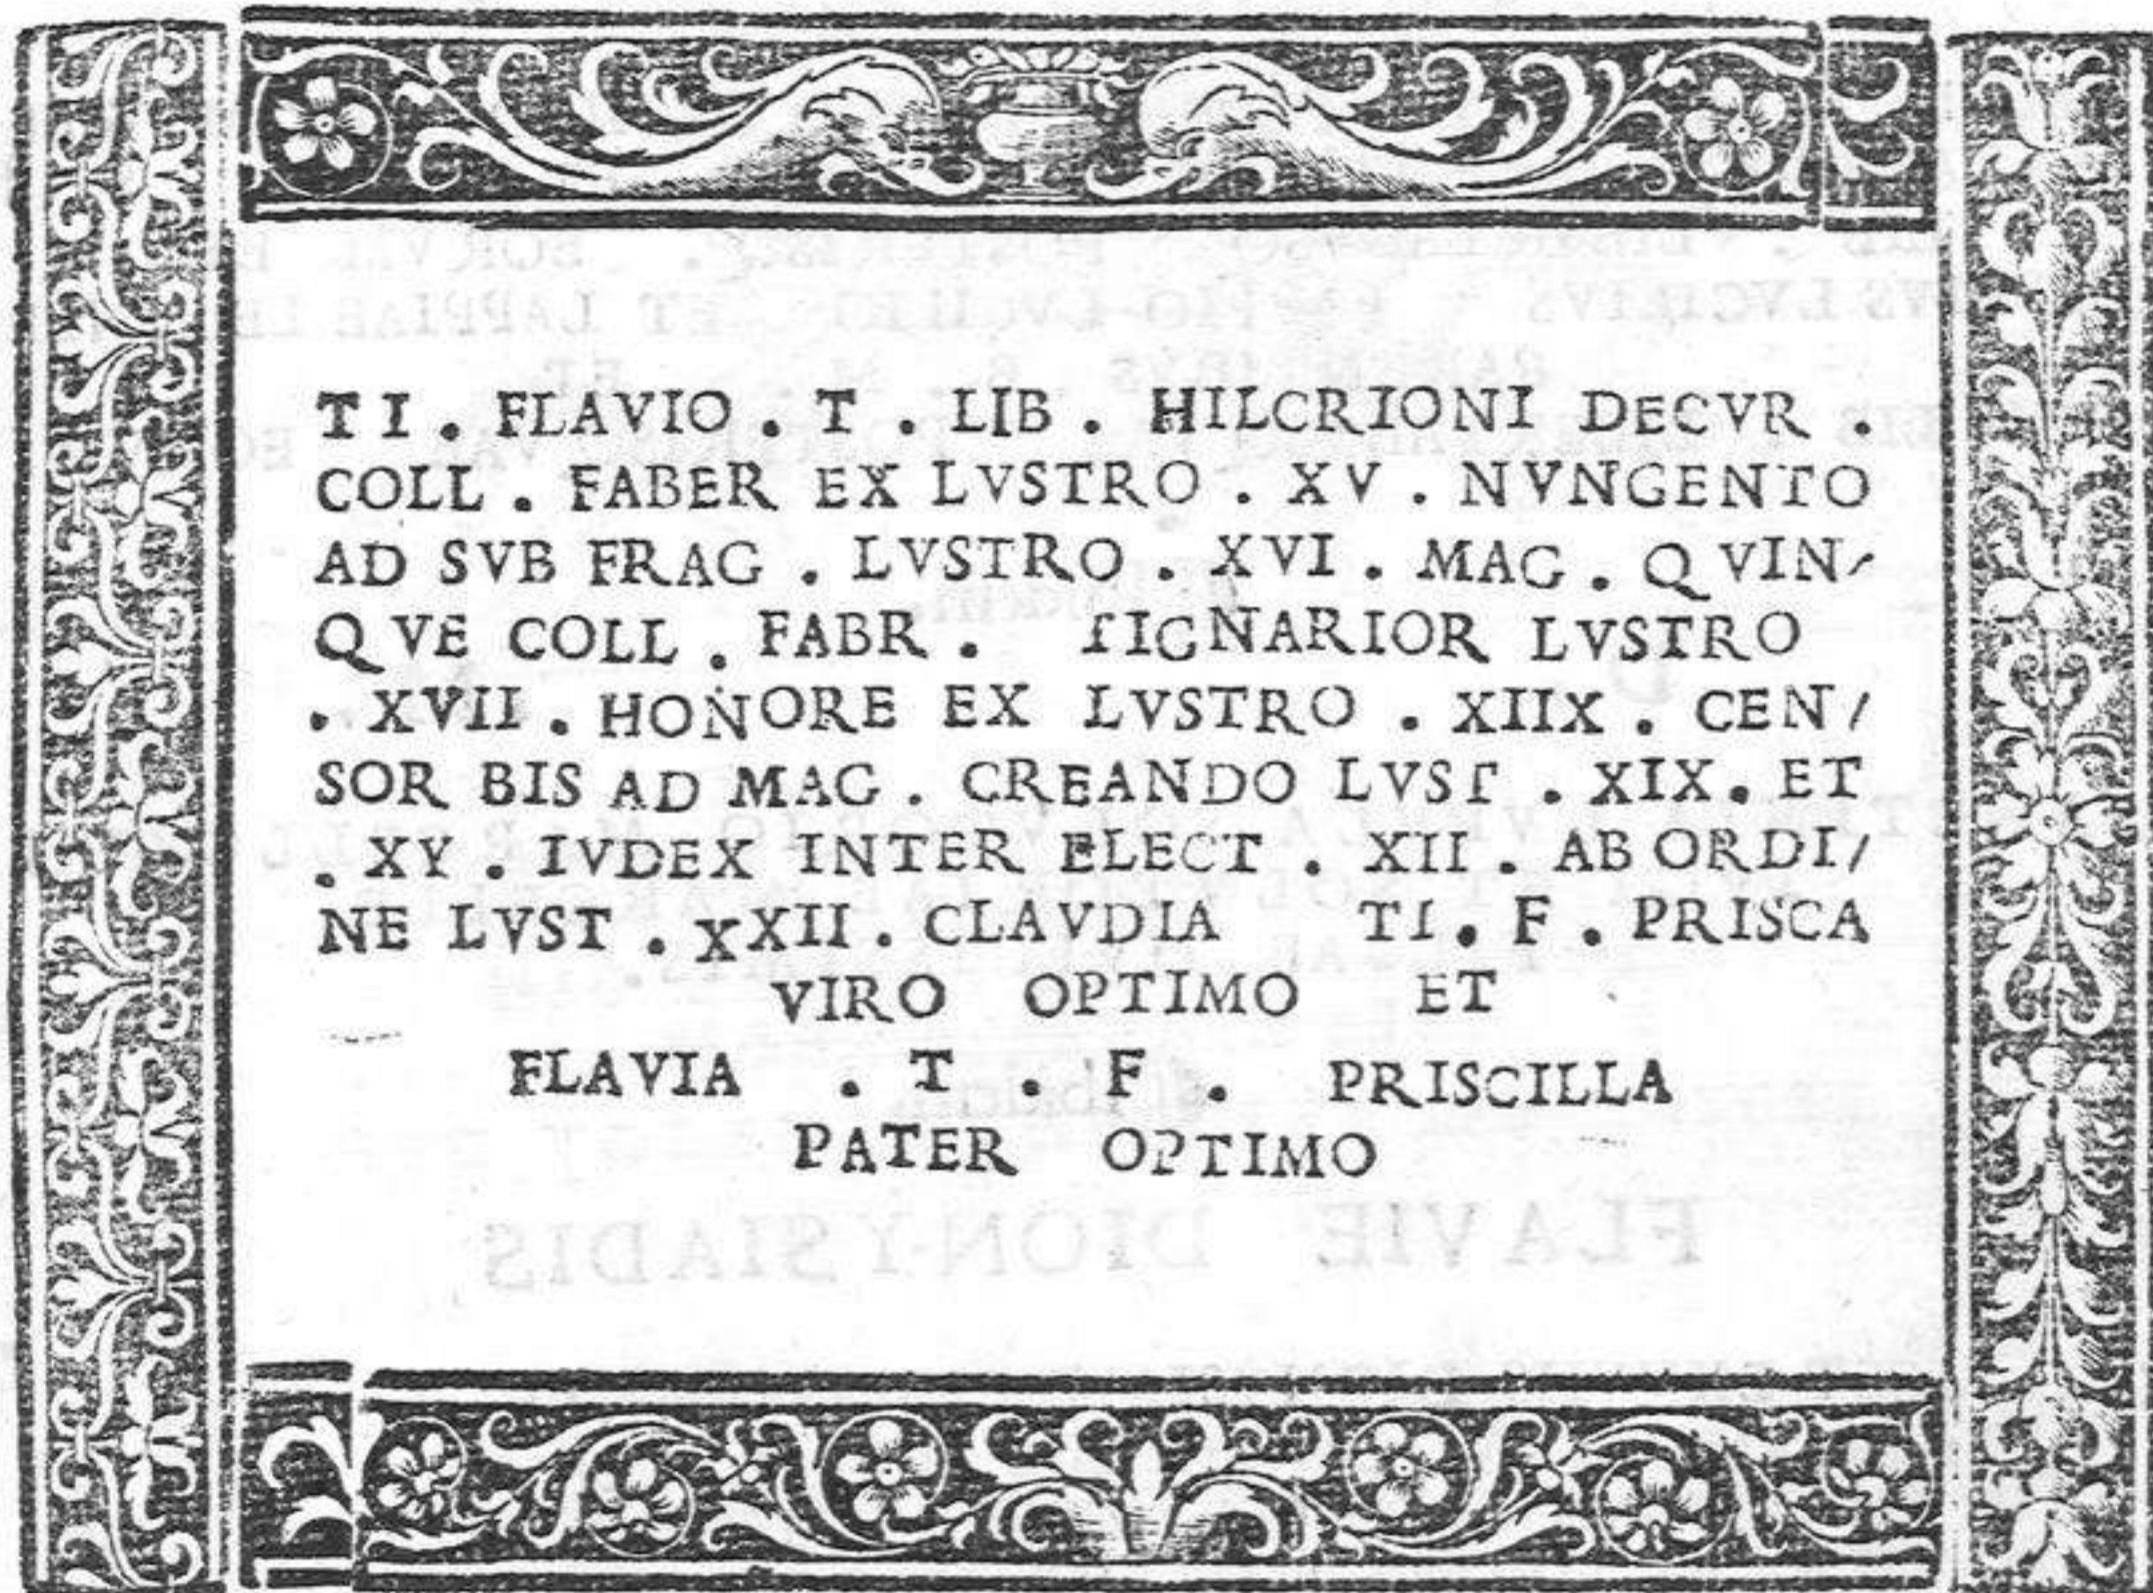 TI . FLAVIO . T . LIB . HILCRIONI DECVR .
COLL . FABER EX LVSTRO . XV . NVNGENTO
AD SVB FRAG . LVSTRO . XVI . MAG . QVIN-
QVE COLL . FABR . TIGNARIOR LVSTRO
. XVII . HONORE EX LVSTRO . XIIX . CEN/
SOR BIS AD MAG . CREANDO LVST . XIX . ET
. XY . IVDEX INTER ELECT . XII . AB ORDI/
NE LVST . XXII . CLAVDIA TI . F . PRISCA
VIRO OPTIMO ET
FLAVIA . T . F . PRISCILLA
PATER OPTIMO